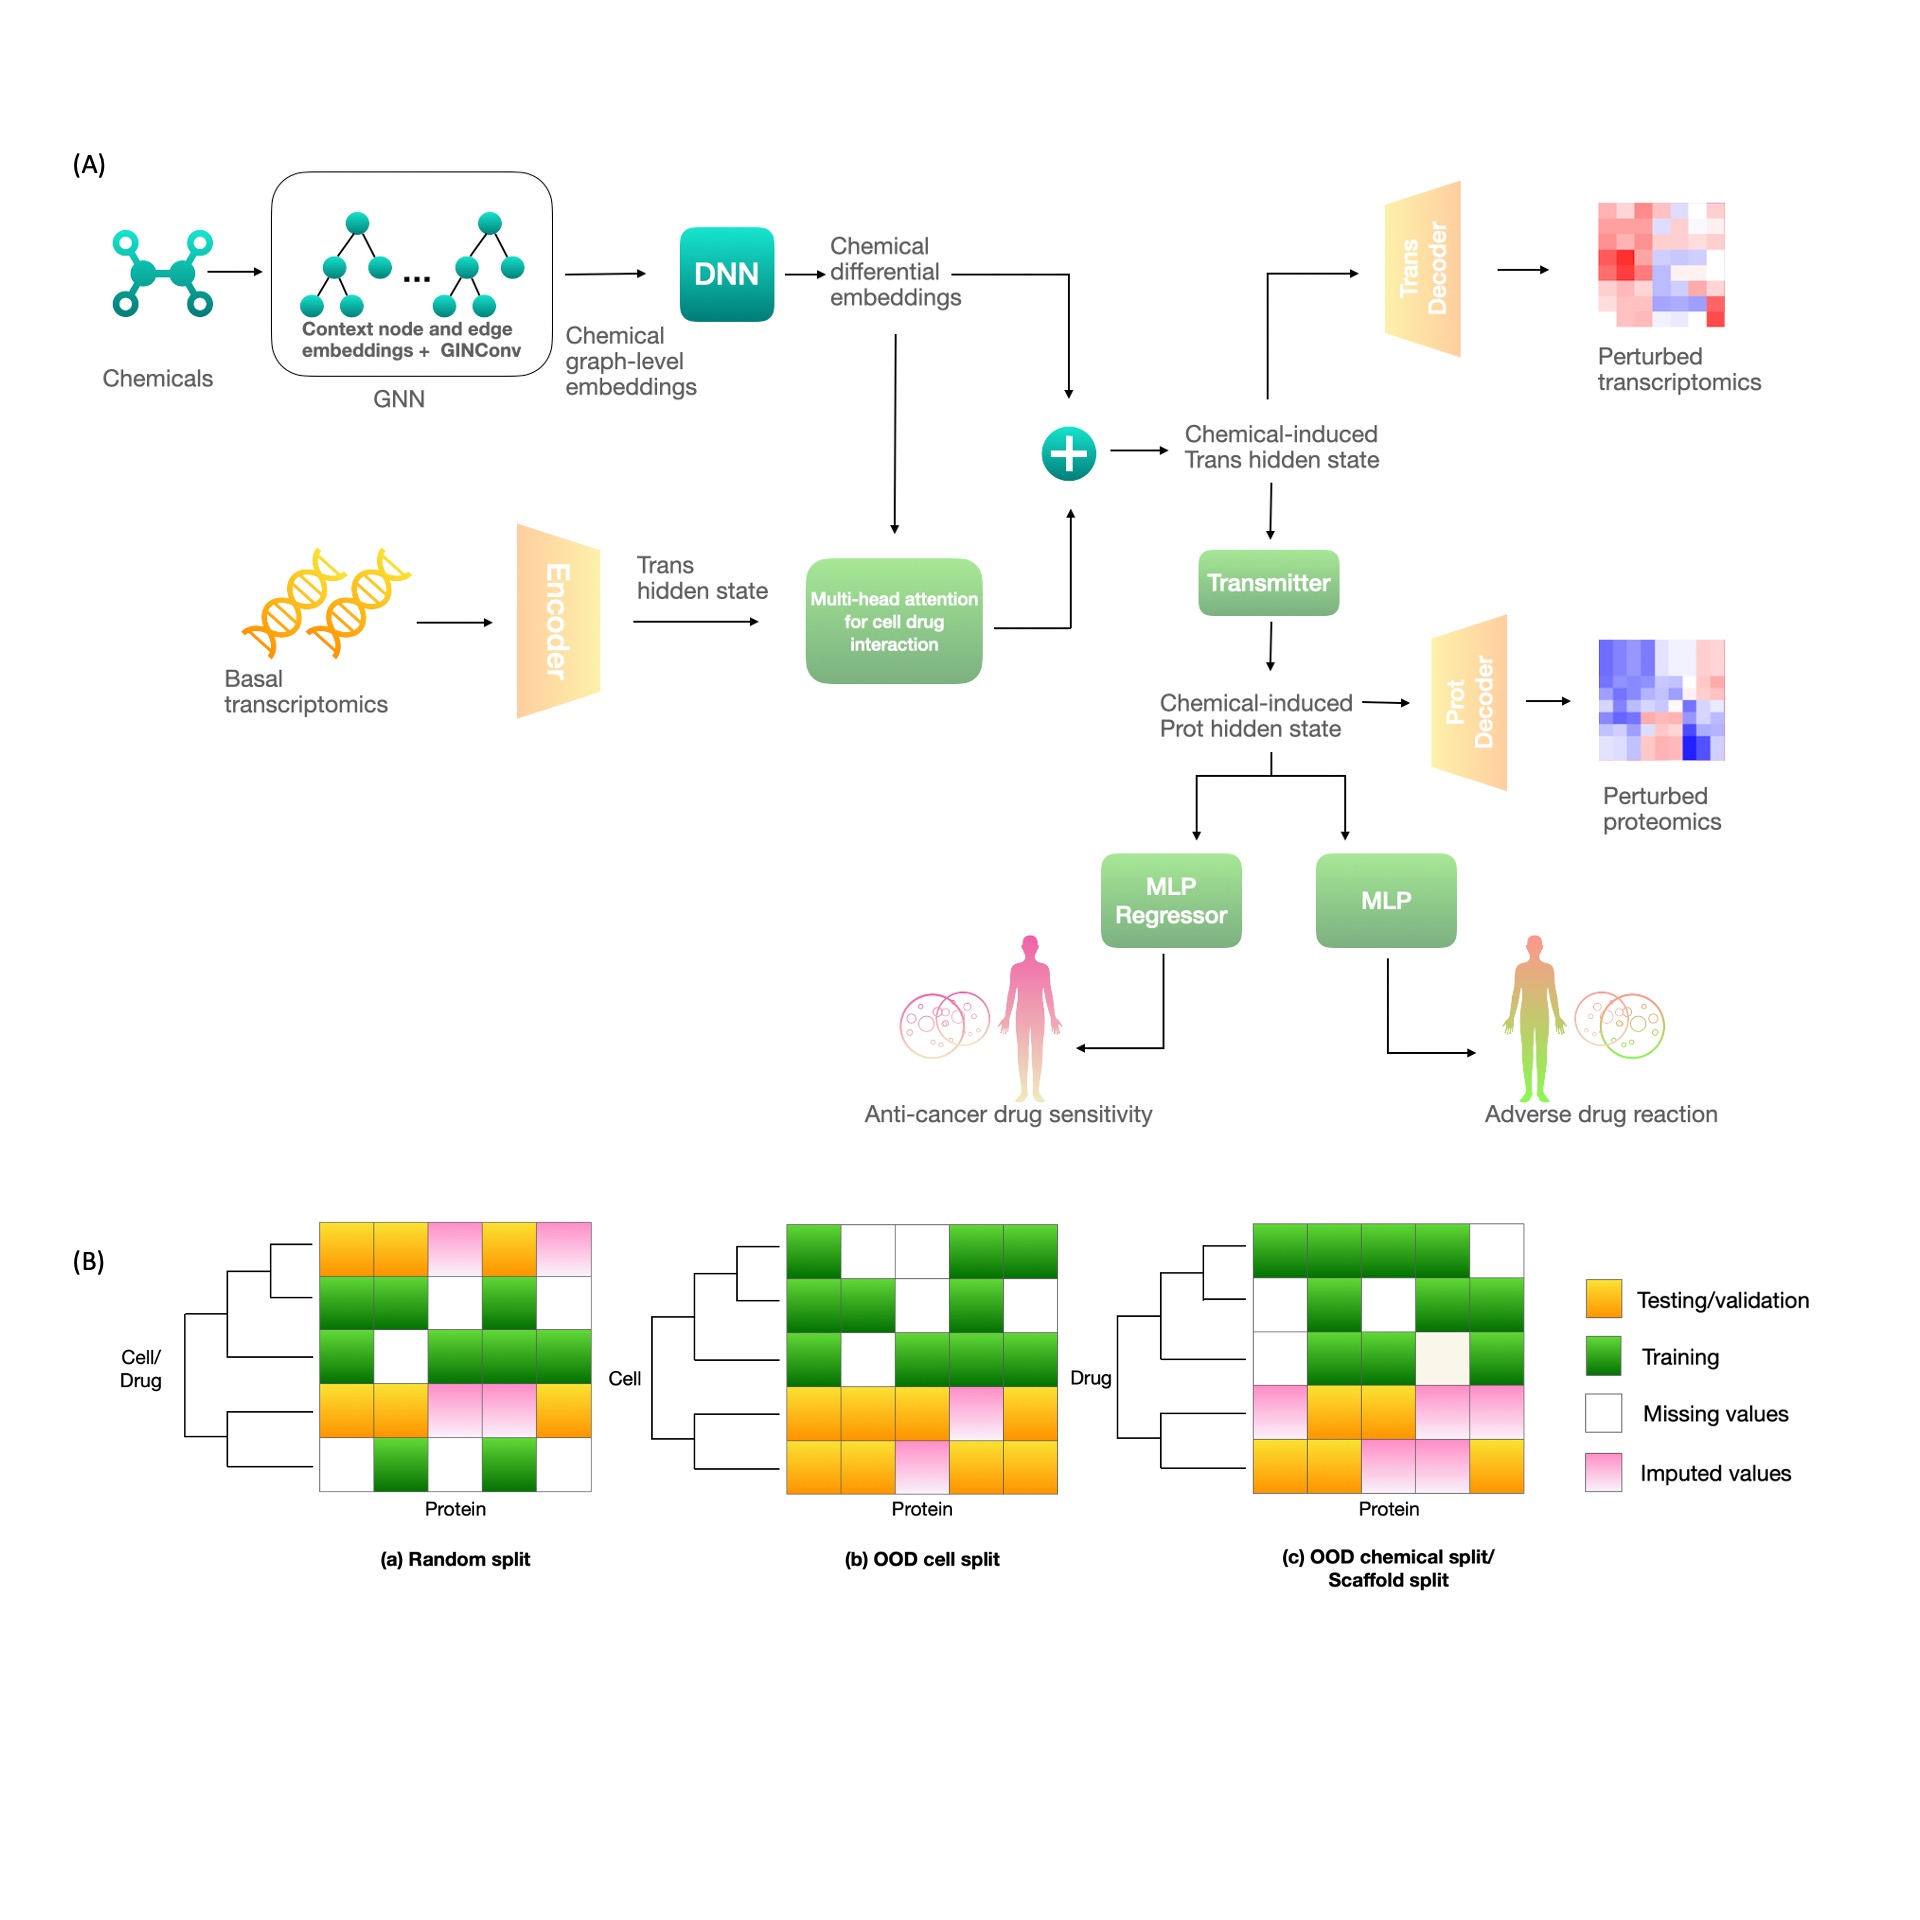 (A)
Chemicals
Context node and edge
embeddings + GINConv
GNN
Chemical
graph-level
embeddings
DNN
Chemical
differential
embeddings
Trans
Decoder
Perturbed
transcriptomics
Chemical-induced
Trans hidden state
Basal
transcriptomics
Encoder
Trans
hidden state
Multi-head attention
for cell drug
interaction
Transmitter
Chemical-induced
Prot hidden state
Prot
Decoder
Perturbed
proteomics
MLP
Regressor
MLP
Anti-cancer drug sensitivity
Adverse drug reaction
(B)
Cell/
Drug
Protein
(a) Random split
Cell
Protein
(b) OOD cell split
Drug
Protein
(c) OOD chemical split/
Scaffold split
Testing/validation
Training
Missing values
Imputed values